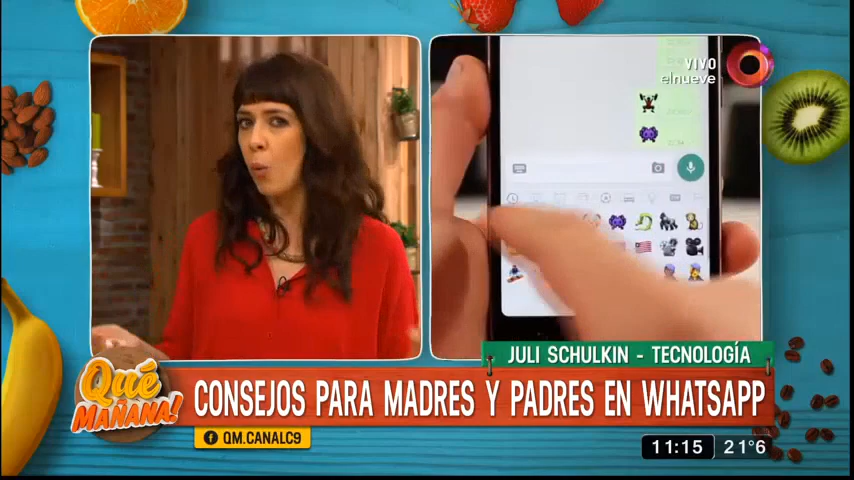 VIVO
elnueve
JULI SCHULKIN - TECNOLOGÍA
Qué
MAÑANA!
CONSEJOS PARA MADRES Y PADRES EN WHATSAPP
QM.CANALC9
11:15 21°6